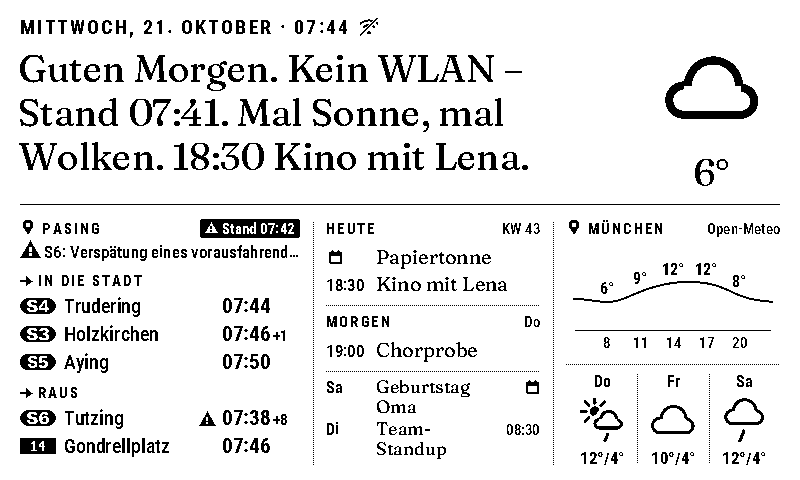 MITTWOCH, 21. OKTOBER · 07:44
Guten Morgen. Kein WLAN –
Stand 07:41. Mal Sonne, mal
Wolken. 18:30 Kino mit Lena.
6°
PASING
Stand 07:42
S6: Verspätung eines vorausfahrend…
IN DIE STADT
S4 Trudering 07:44
S3 Holzkirchen 07:46 +1
S5 Aying 07:50
RAUS
S6 Tutzing 07:38 +8
14 Gondrellplatz 07:46
HEUTE KW 43
Papiertonne
18:30 Kino mit Lena
MORGEN Do
19:00 Chorprobe
Sa Geburtstag
Oma
Di Team- 08:30
Standup
MÜNCHEN Open-Meteo
6° 9° 12° 12° 8°
8 11 14 17 20
Do Fr Sa
12°/4° 10°/4° 12°/4°